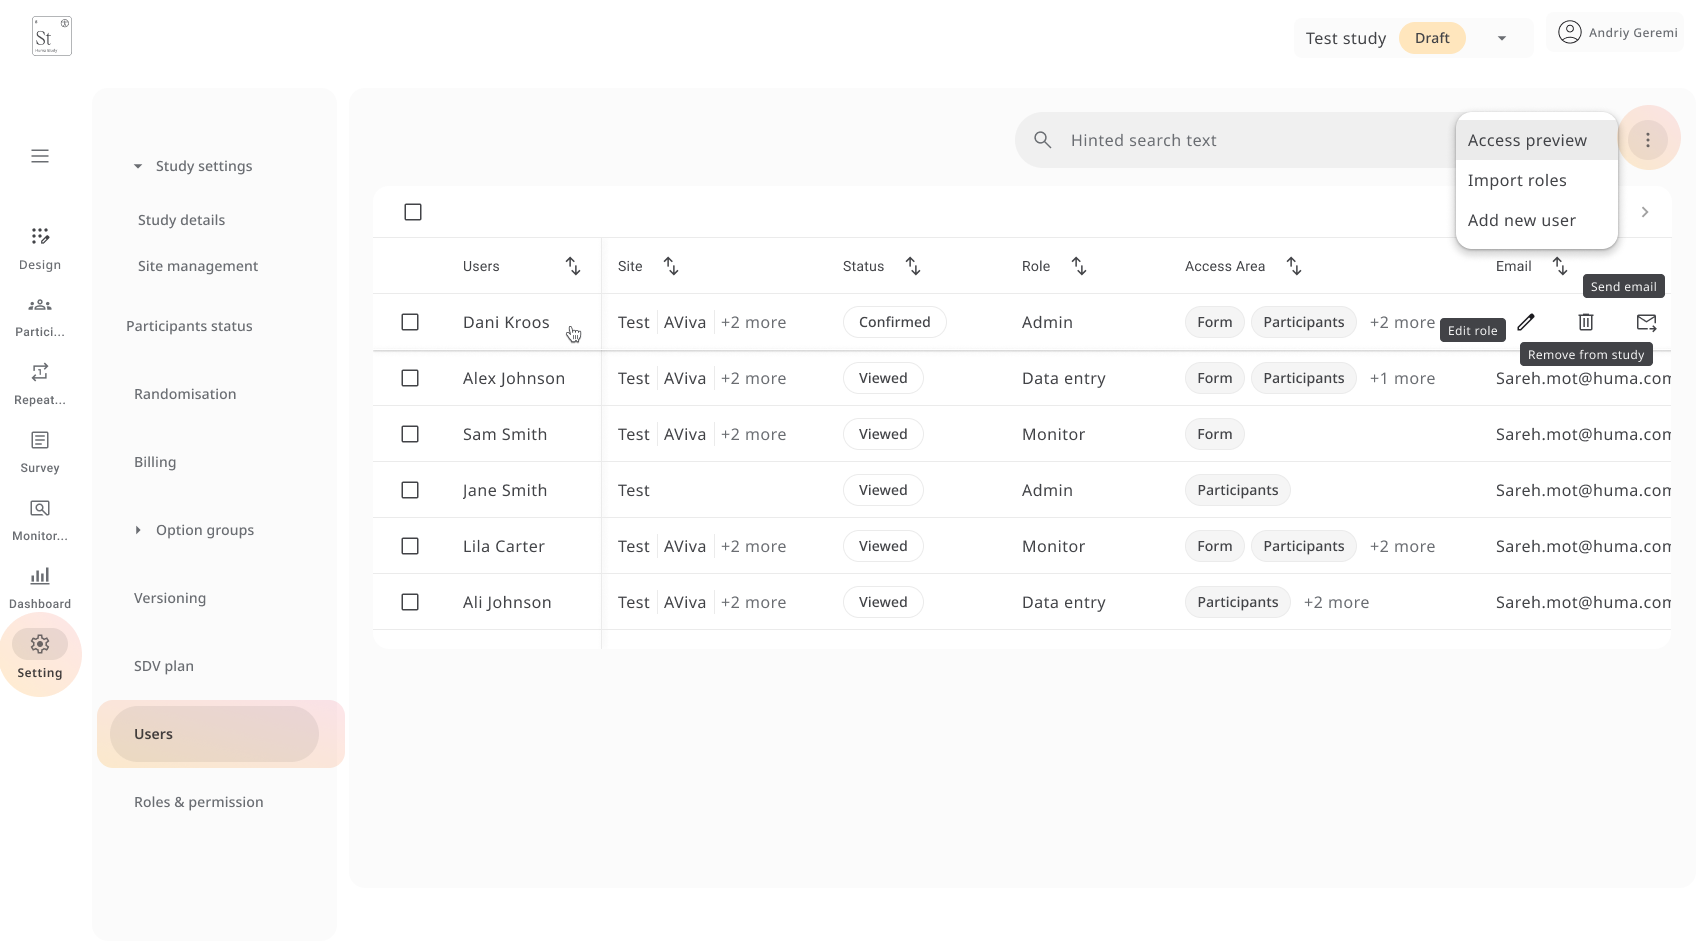 St
Test study Draft
Andriy Geremi
Design
Partici...
Repeat...
Survey
Monitor...
Dashboard
Setting
Study settings
Study details
Site management
Participants status
Randomisation
Billing
Option groups
Versioning
SDV plan
Users
Roles & permission
Hinted search text
Access preview
Import roles
Add new user
Users Site Status Role Access Area Email
Send email
Dani Kroos Test AViva +2 more Confirmed Admin Form Participants +2 more
Edit role
Remove from study
Alex Johnson Test AViva +2 more Viewed Data entry Form Participants +1 more Sareh.mot@huma.com
Sam Smith Test AViva +2 more Viewed Monitor Form Sareh.mot@huma.com
Jane Smith Test Viewed Admin Participants Sareh.mot@huma.com
Lila Carter Test AViva +2 more Viewed Monitor Form Participants +2 more Sareh.mot@huma.com
Ali Johnson Test AViva +2 more Viewed Data entry Participants +2 more Sareh.mot@huma.com